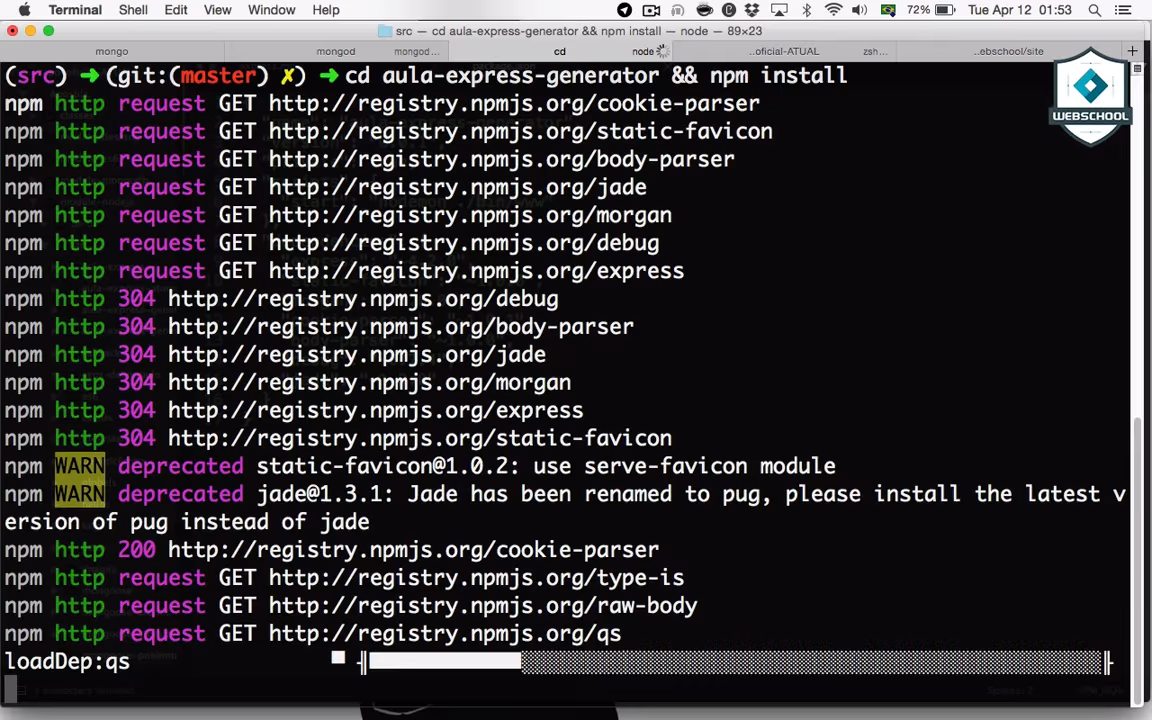 Terminal Shell Edit View Window Help 72% Tue Apr 12 01:53
src — cd aula-express-generator && npm install — node — 89×23
mongo mongod mongod... cd node ...oficial-ATUAL zsh... ...ebschool/site
(src) ➔(git:(master) ✗) ➔cd aula-express-generator && npm install
npm http request GET http://registry.npmjs.org/cookie-parser
npm http request GET http://registry.npmjs.org/static-favicon
npm http request GET http://registry.npmjs.org/body-parser
npm http request GET http://registry.npmjs.org/jade
npm http request GET http://registry.npmjs.org/morgan
npm http request GET http://registry.npmjs.org/debug
npm http request GET http://registry.npmjs.org/express
npm http 304 http://registry.npmjs.org/debug
npm http 304 http://registry.npmjs.org/body-parser
npm http 304 http://registry.npmjs.org/jade
npm http 304 http://registry.npmjs.org/morgan
npm http 304 http://registry.npmjs.org/express
npm http 304 http://registry.npmjs.org/static-favicon
npm WARN deprecated static-favicon@1.0.2: use serve-favicon module
npm WARN deprecated jade@1.3.1: Jade has been renamed to pug, please install the latest v
ersion of pug instead of jade
npm http 200 http://registry.npmjs.org/cookie-parser
npm http request GET http://registry.npmjs.org/type-is
npm http request GET http://registry.npmjs.org/raw-body
npm http request GET http://registry.npmjs.org/qs
loadDep:qs
WEBSCHOOL